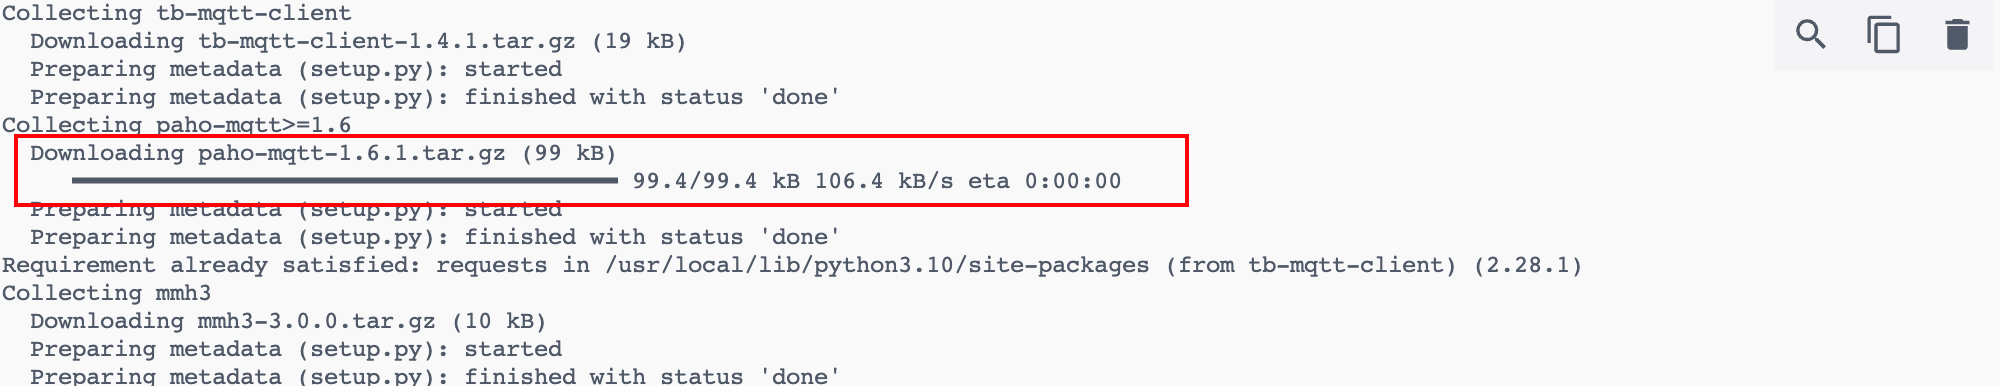 Collecting tb-mqtt-client
Downloading tb-mqtt-client-1.4.1.tar.gz (19 kB)
Preparing metadata (setup.py): started
Preparing metadata (setup.py): finished with status 'done'
Collecting paho-mqtt>=1.6
Downloading paho-mqtt-1.6.1.tar.gz (99 kB)
99.4/99.4 kB 106.4 kB/s eta 0:00:00
Preparing metadata (setup.py): started
Preparing metadata (setup.py): finished with status 'done'
Requirement already satisfied: requests in /usr/local/lib/python3.10/site-packages (from tb-mqtt-client) (2.28.1)
Collecting mmh3
Downloading mmh3-3.0.0.tar.gz (10 kB)
Preparing metadata (setup.py): started
Preparing metadata (setup.py): finished with status 'done'